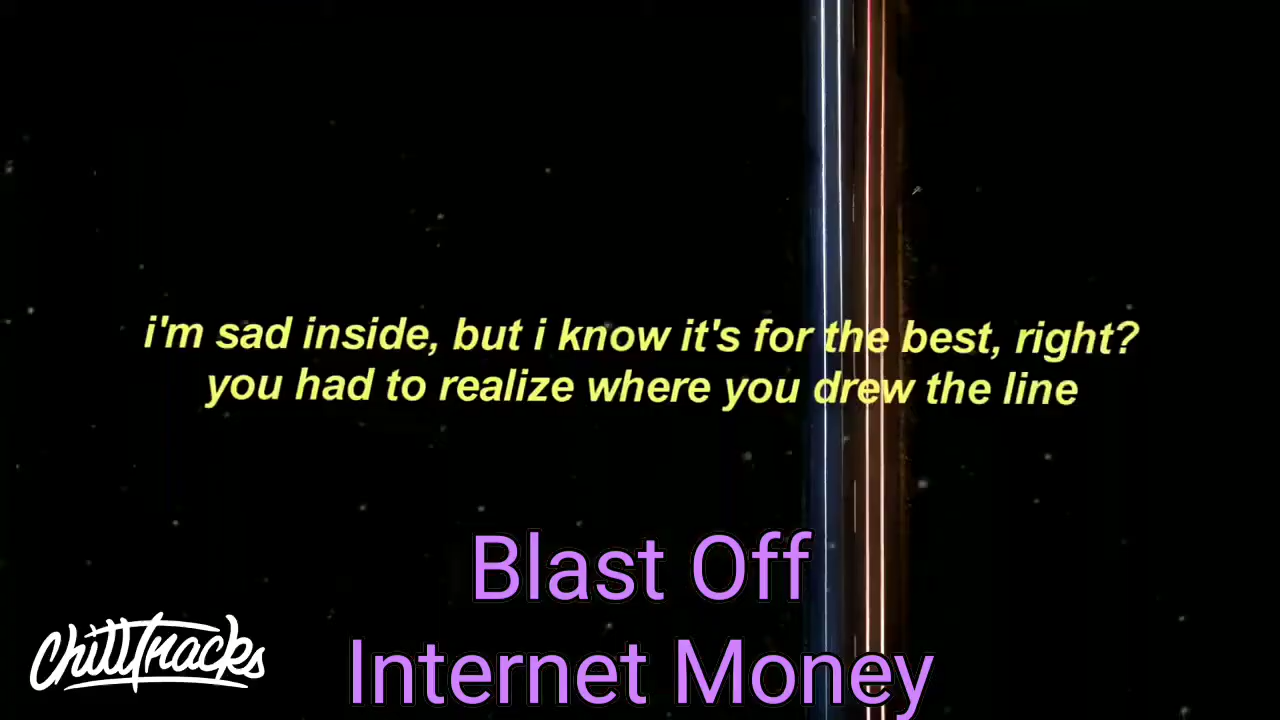 i'm sad inside, but i know it's for the best, right?
you had to realize where you drew the line
Blast Off
Internet Money
ChillTracks